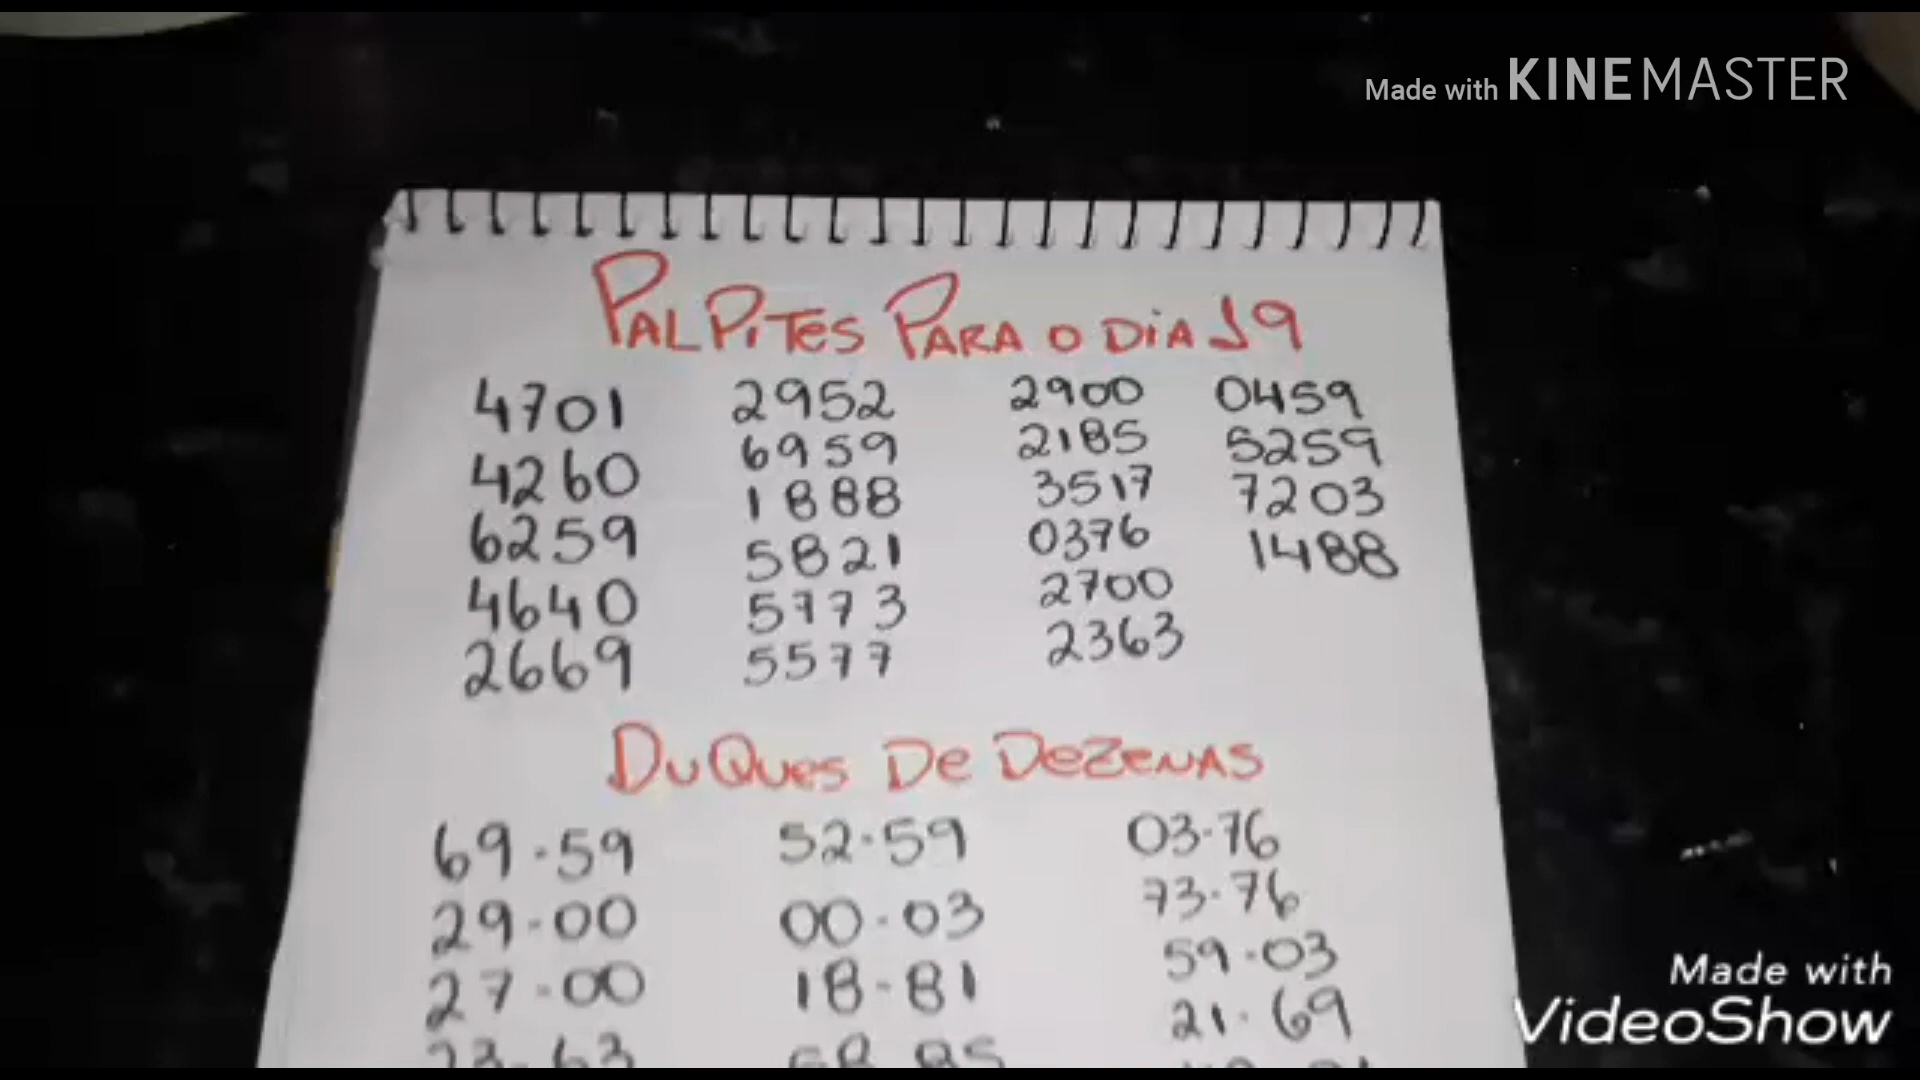 Made with KINEMASTER
PALPITES PARA O DIA 19
4701 2952 2900 0459
4260 6959 2185 5259
6259 1888 3517 7203
4640 5821 0376 1488
2669 5773 2700
5577 2363
DUQUES DE DEZENAS
69.59 52.59 03.76
29.00 00.03 73.76
27.00 18-81 59.03
21.69
Made with
VideoShow